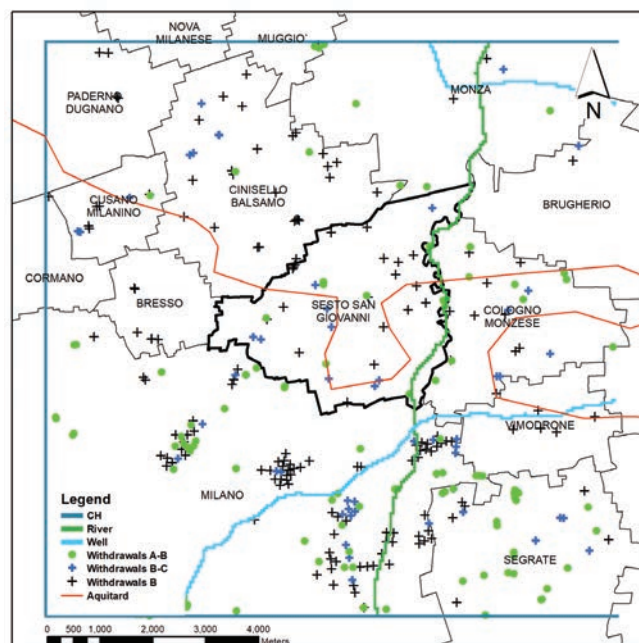 NOVA
MILANESE
MUGGIO'
PADERNO
DUGNANO
MONZA
N
CINISELLO
BALSAMO
CUSANO
MILANINO
BRUGHERIO
CORMANO
BRESSO
SESTO SAN
GIOVANNI
COLOGNO
MONZESE
VIMODRONE
MILANO
SEGRATE
Legend
CH
River
Well
Withdrawals A-B
Withdrawals B-C
Withdrawals B
Aquitard
0 500 1,000 2,000 3,000 4,000
Meters